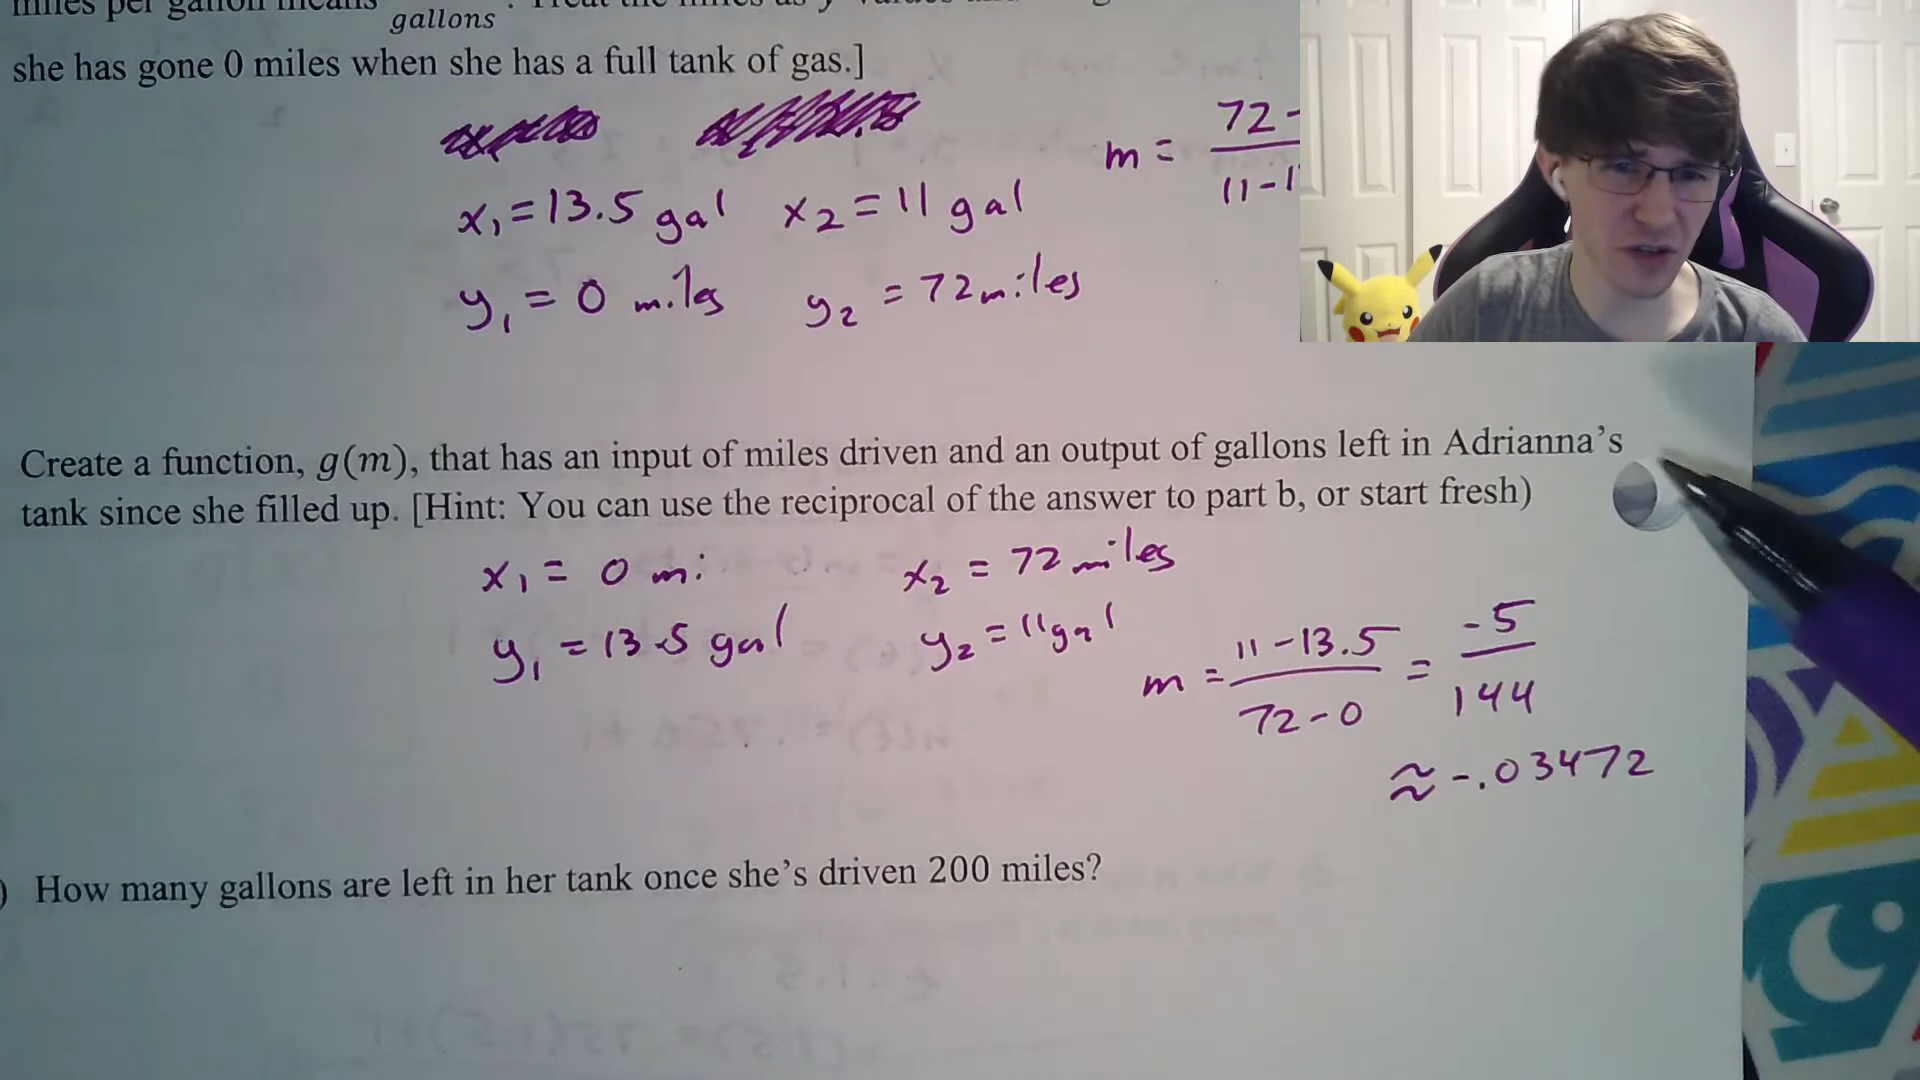 miles per gallon means
gallons
she has gone 0 miles when she has a full tank of gas.]
x₁ = 13.5 gal x₂ = 11 gal
y₁ = 0 miles y₂ = 72 miles
m = 72 -
11 - 1
Create a function, g(m), that has an input of miles driven and an output of gallons left in Adrianna’s
tank since she filled up. [Hint: You can use the reciprocal of the answer to part b, or start fresh)
x₁ = 0 mi x₂ = 72 miles
y₁ = 13.5 gal y₂ = 11 gal
m = 11 - 13.5 / 72 - 0 = -5 / 144
≈ -.03472
) How many gallons are left in her tank once she’s driven 200 miles?